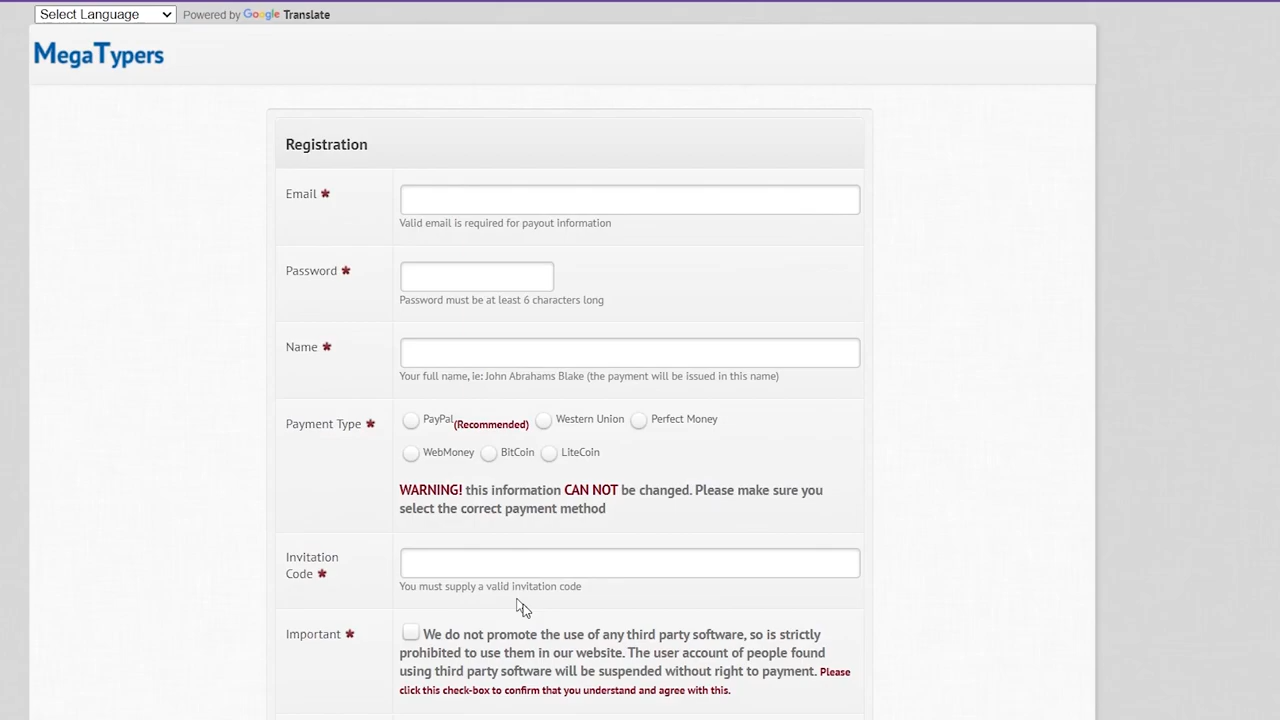 Select Language Powered by Google Translate
MegaTypers
Registration
Email *
Valid email is required for payout information
Password *
Password must be at least 6 characters long
Name *
Your full name, ie: John Abrahams Blake (the payment will be issued in this name)
Payment Type *
PayPal (Recommended) Western Union Perfect Money
WebMoney BitCoin LiteCoin
WARNING! this information CAN NOT be changed. Please make sure you
select the correct payment method
Invitation
Code *
You must supply a valid invitation code
Important *
We do not promote the use of any third party software, so is strictly
prohibited to use them in our website. The user account of people found
using third party software will be suspended without right to payment. Please
click this check-box to confirm that you understand and agree with this.